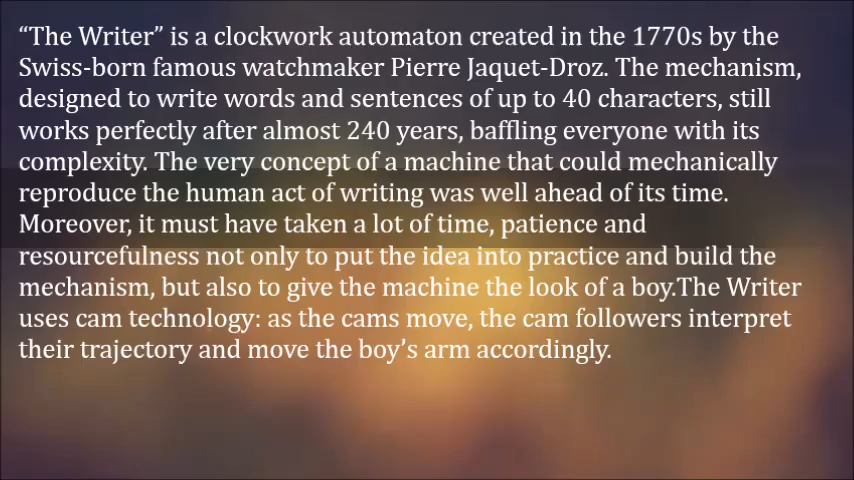 “The Writer” is a clockwork automaton created in the 1770s by the
Swiss-born famous watchmaker Pierre Jaquet-Droz. The mechanism,
designed to write words and sentences of up to 40 characters, still
works perfectly after almost 240 years, baffling everyone with its
complexity. The very concept of a machine that could mechanically
reproduce the human act of writing was well ahead of its time.
Moreover, it must have taken a lot of time, patience and
resourcefulness not only to put the idea into practice and build the
mechanism, but also to give the machine the look of a boy.The Writer
uses cam technology: as the cams move, the cam followers interpret
their trajectory and move the boy’s arm accordingly.